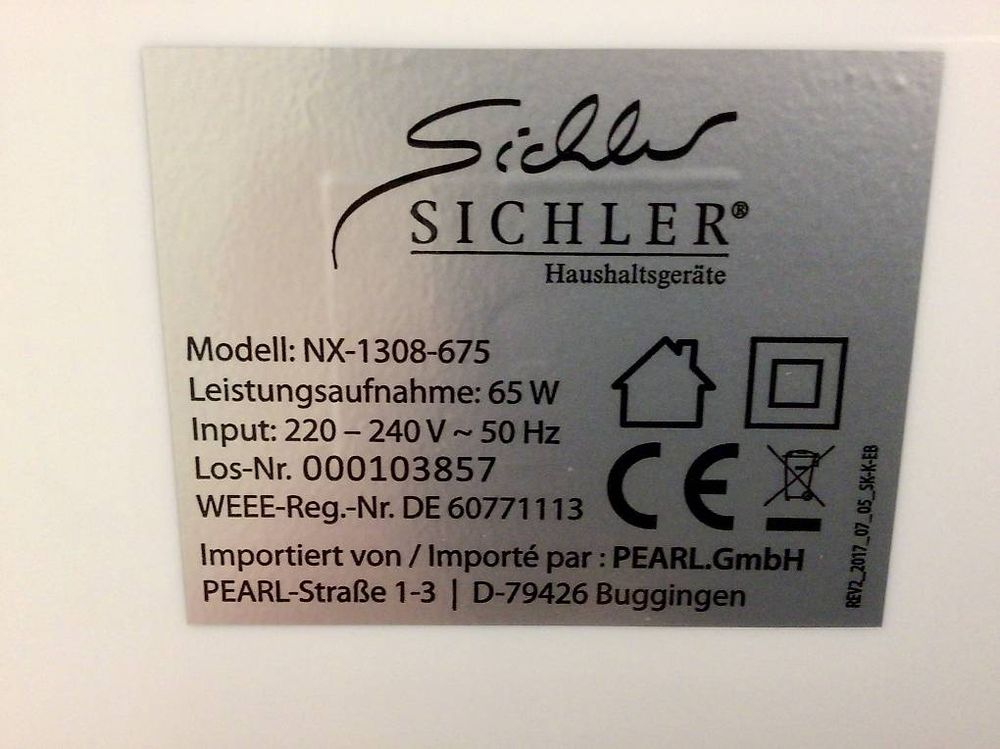 Sichler
SICHLER®
Haushaltsgeräte
Modell: NX-1308-675
Leistungsaufnahme: 65 W
Input: 220 – 240 V ~ 50 Hz
Los-Nr. 000103857
WEEE-Reg.-Nr. DE 60771113
CE
Importiert von / Importé par : PEARL.GmbH
PEARL-Straße 1-3 | D-79426 Buggingen
REV2_2017_07_05_SK-K-EB